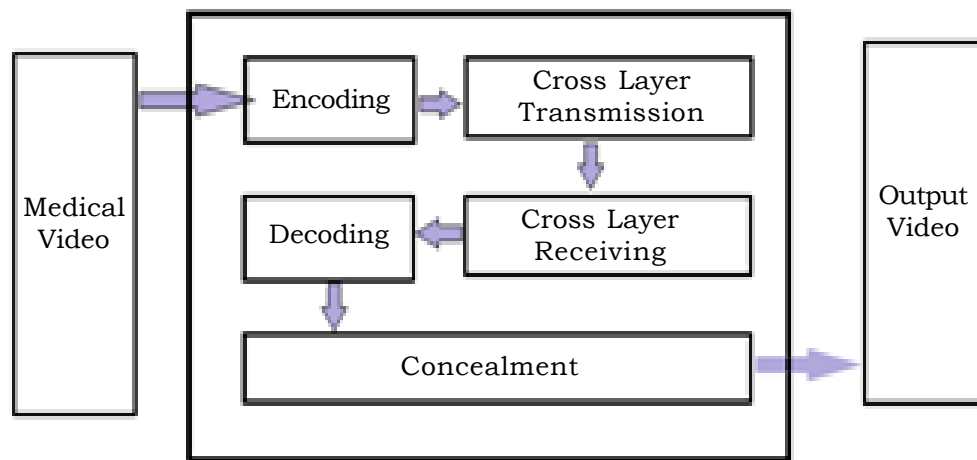 Medical
Video
Encoding
Cross Layer
Transmission
Cross Layer
Receiving
Decoding
Concealment
Output
Video